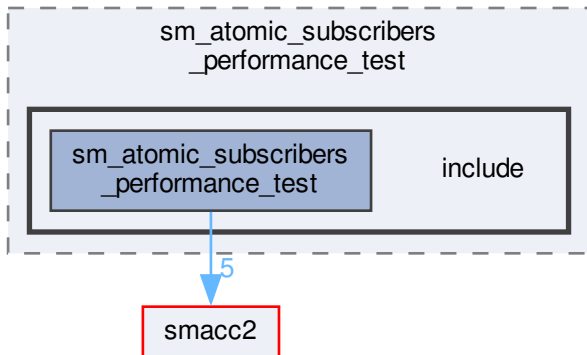 sm_atomic_subscribers
_performance_test
sm_atomic_subscribers
_performance_test
include
5
smacc2